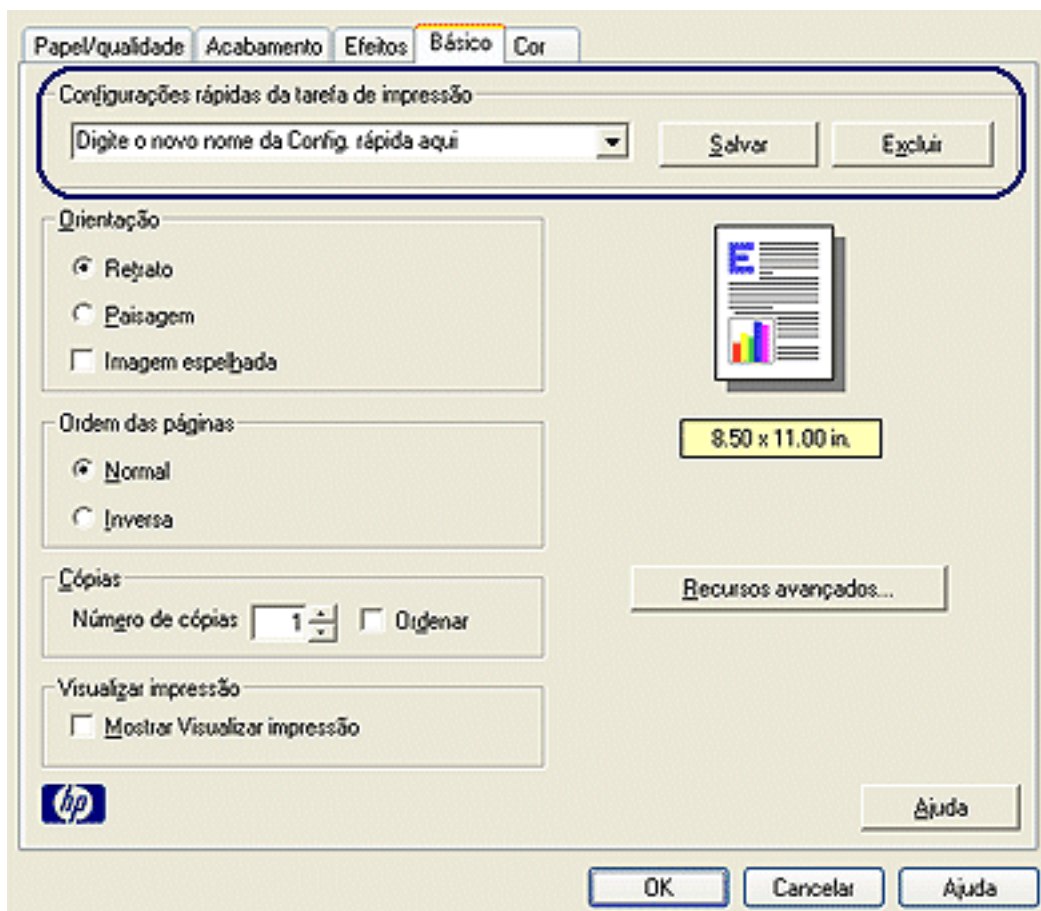 Papel/qualidade Acabamento Efeitos Básico Cor
Configurações rápidas da tarefa de impressão
Digite o novo nome da Config. rápida aqui Salvar Excluir
Orientação
Retrato
Paisagem
Imagem espelhada
E
8.50 x 11.00 in.
Ordem das páginas
Normal
Inversa
Cópias
Número de cópias 1 Ordenar
Recursos avançados...
Visualizar impressão
Mostrar Visualizar impressão
hp
Ajuda
OK Cancelar Ajuda